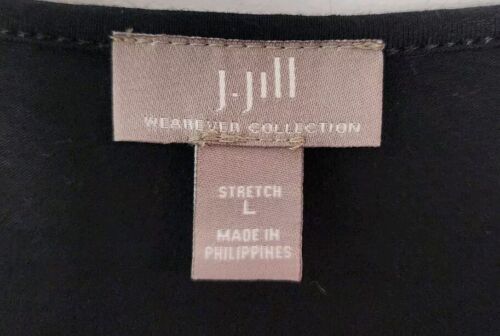 J.Jill
WEAREVER COLLECTION
STRETCH
L
MADE IN
PHILIPPINES